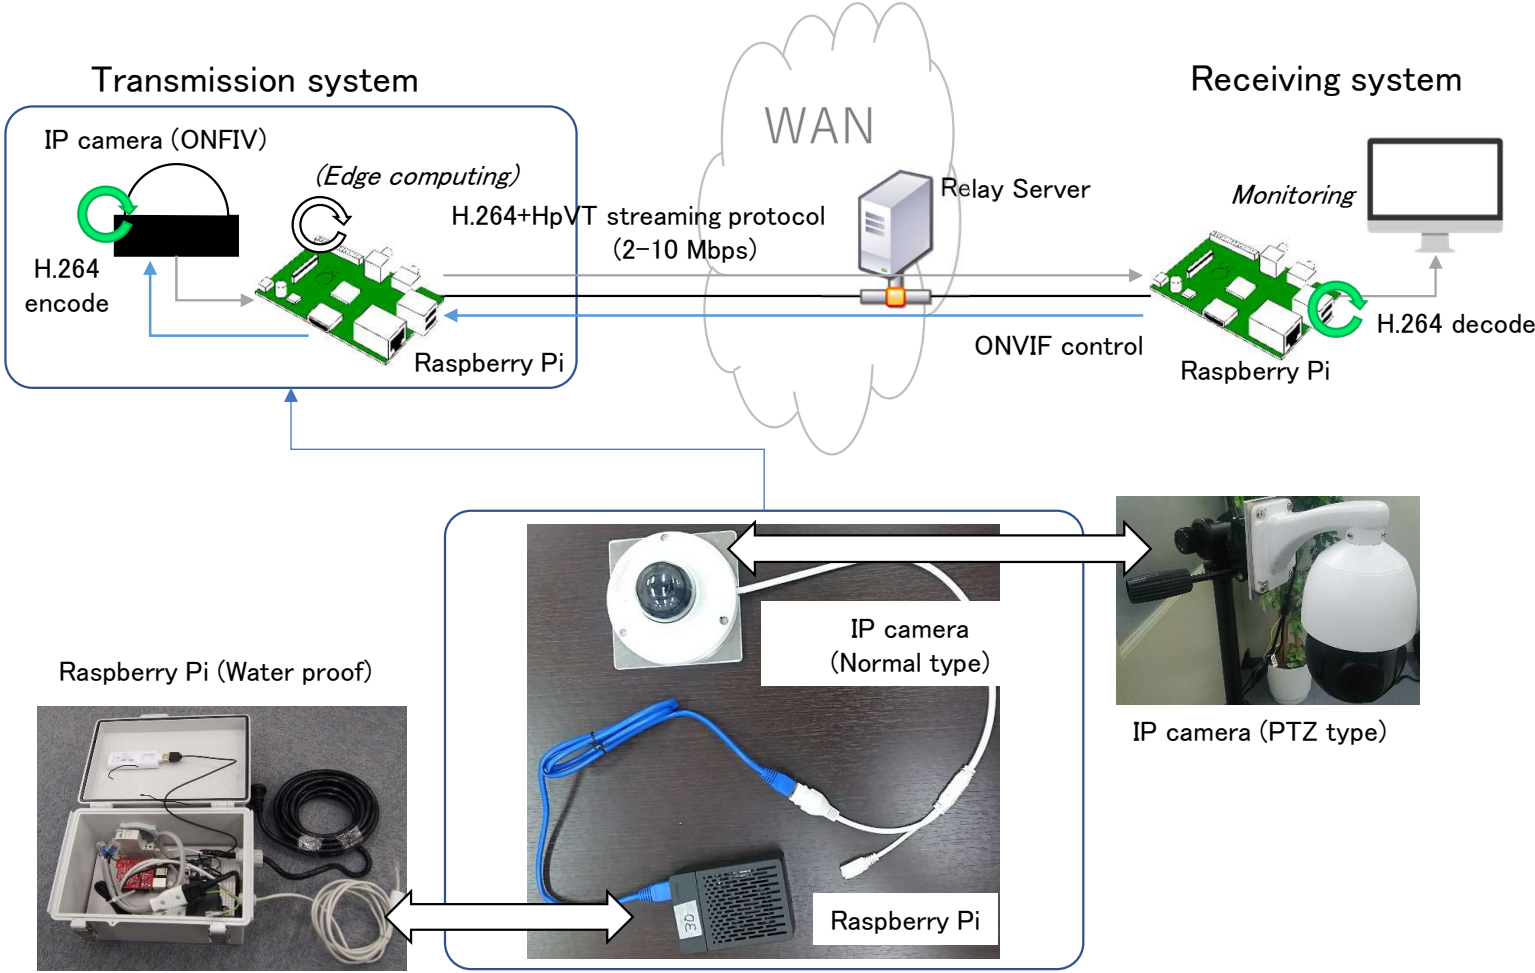 Transmission system
Receiving system
WAN
IP camera (ONFIV)
(Edge computing)
H.264+HpVT streaming protocol
(2-10 Mbps)
Relay Server
Monitoring
H.264
encode
Raspberry Pi
ONVIF control
H.264 decode
Raspberry Pi
IP camera
(Normal type)
Raspberry Pi (Water proof)
IP camera (PTZ type)
Raspberry Pi